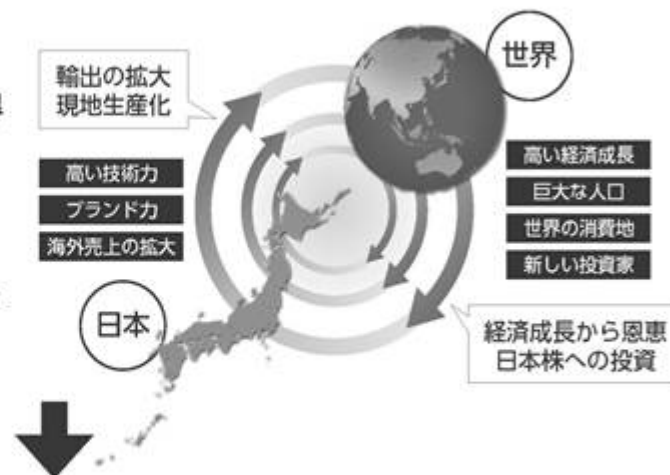 世界
輸出の拡大
現地生産化
高い技術力
ブランド力
海外売上の拡大
高い経済成長
巨大な人口
世界の消費地
新しい投資家
日本
経済成長から恩恵
日本株への投資